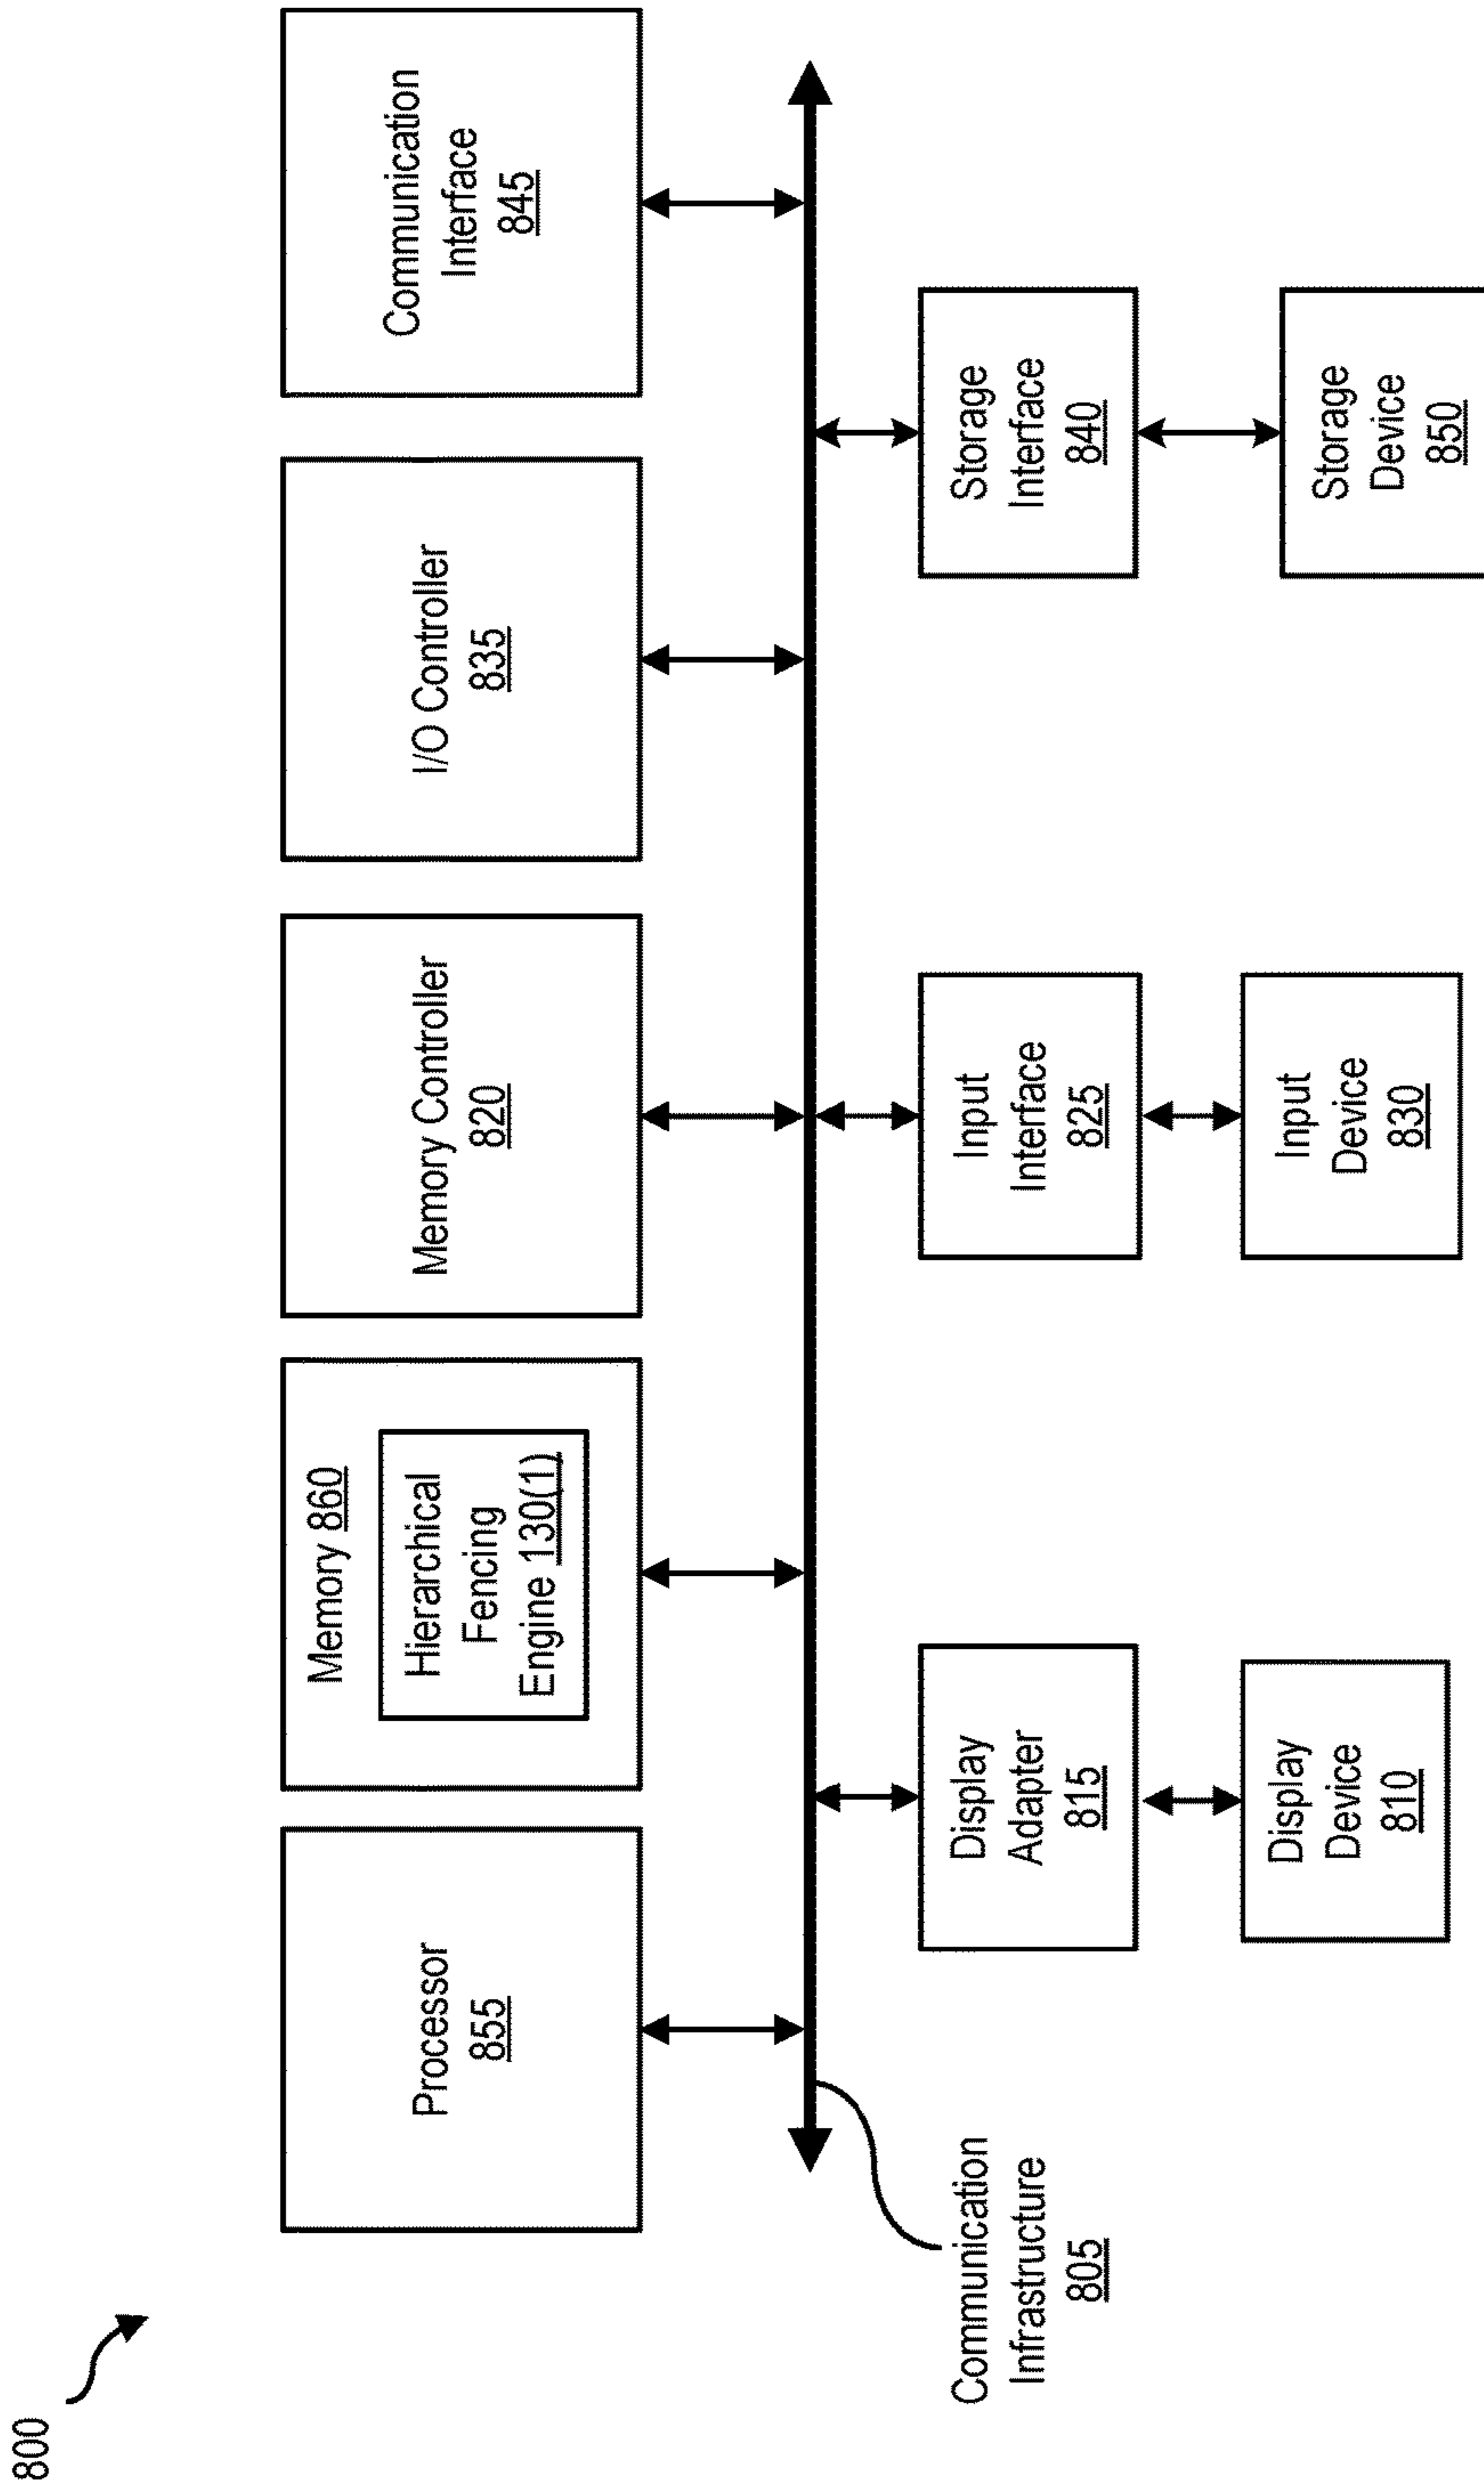 800
Processor
855
Memory 860
Hierarchical
Fencing
Engine 130(1)
Memory Controller
820
I/O Controller
835
Communication
Interface
845
Communication
Infrastructure
805
Display
Adapter
815
Input
Interface
825
Storage
Interface
840
Display
Device
810
Input
Device
830
Storage
Device
850